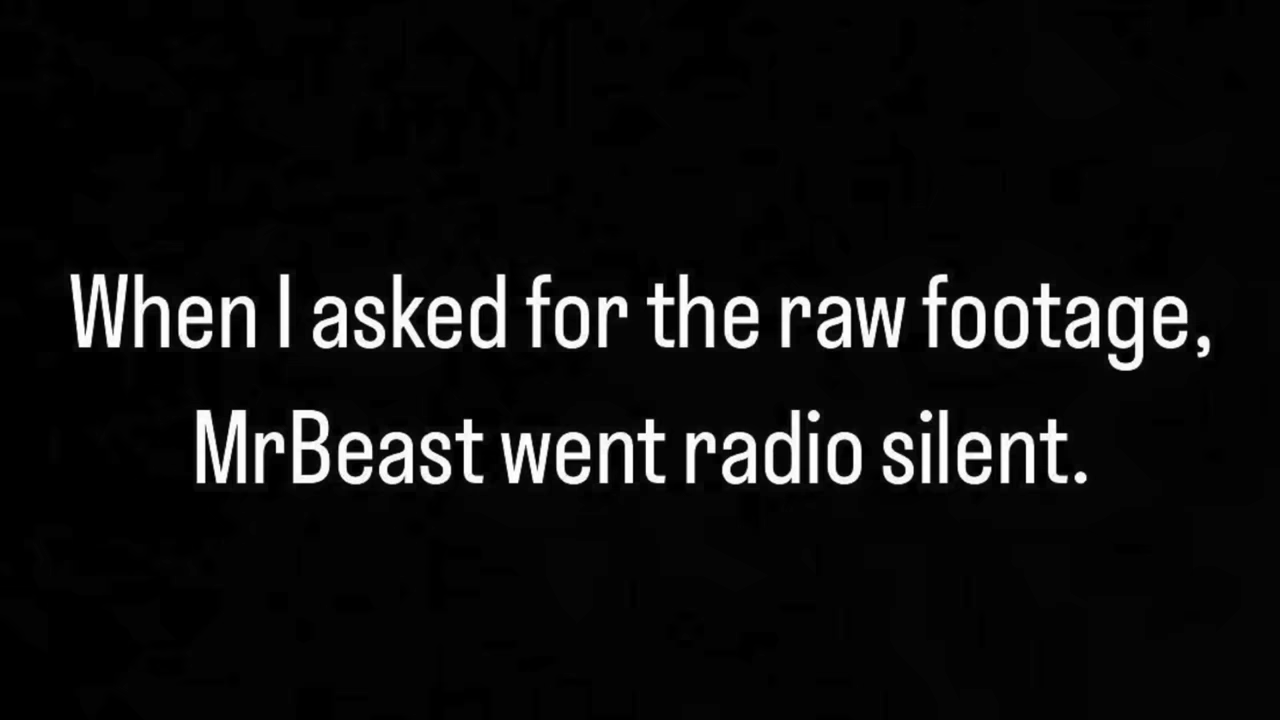 When I asked for the raw footage,
MrBeast went radio silent.